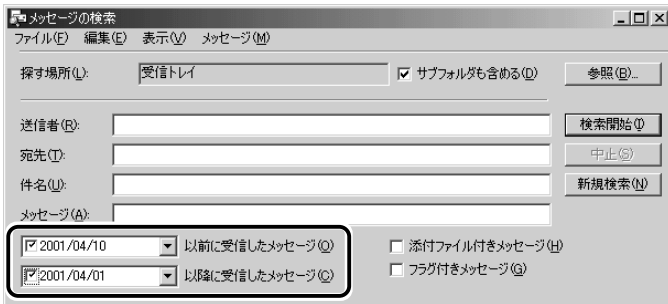 メッセージの検索
ファイル(F) 編集(E) 表示(V) メッセージ(M)
探す場所(L): 受信トレイ サブフォルダも含める(D) 参照(B)...
送信者(R): 検索開始(I)
宛先(T): 中止(S)
件名(U): 新規検索(N)
メッセージ(A):
2001/04/10 以前に受信したメッセージ(O) 添付ファイル付きメッセージ(H)
2001/04/01 以降に受信したメッセージ(C) フラグ付きメッセージ(G)